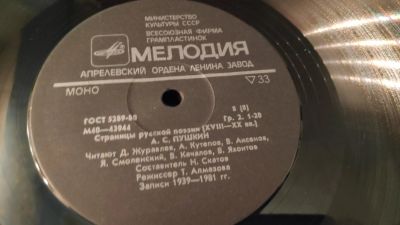 МИНИСТЕРСТВО
КУЛЬТУРЫ СССР
ВСЕСОЮЗНАЯ ФИРМА
ГРАМПЛАСТИНОК
МЕЛОДИЯ
АПРЕЛЕВСКИЙ ОРДЕНА ЛЕНИНА ЗАВОД
МОНО
33
ГОСТ 5289-80
8 (8)
М40—43944
Гр. 2. 1-20
Страницы русской поэзии (XVIII—XX вв.)
А. С. ПУШКИН
Читают Д. Журавлев, А. Кутепов, В. Аксенов,
Я. Смоленский, В. Качалов, В. Яхонтов
Составитель Н. Скатов
Режиссер Т. Алмазова
Записи 1939—1981 гг.